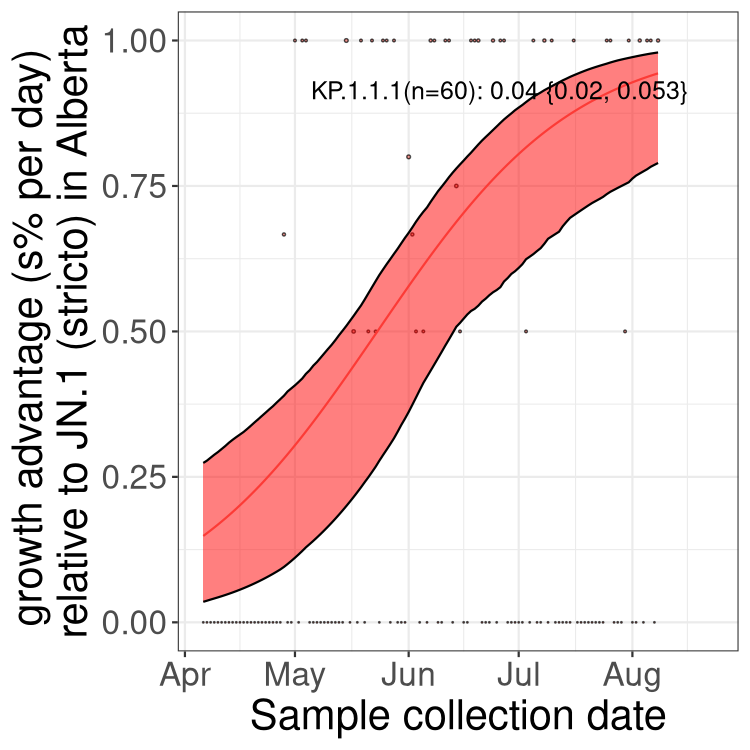 growth advantage (s% per day)
relative to JN.1 (stricto) in Alberta
1.00
0.75
0.50
0.25
0.00
KP.1.1.1(n=60): 0.04 {0.02, 0.053}
Apr May Jun Jul Aug
Sample collection date